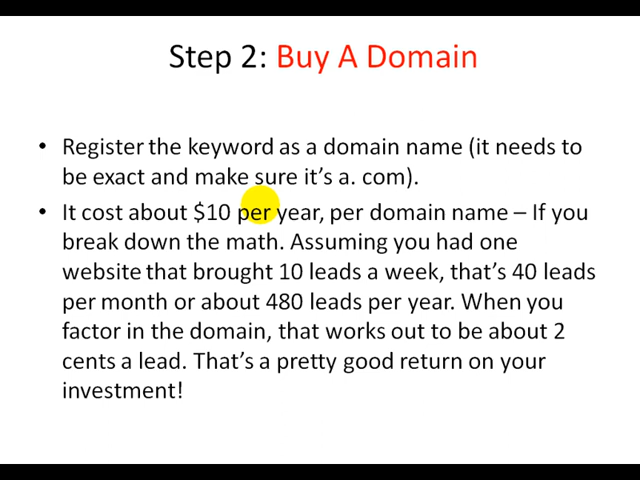 Step 2: Buy A Domain
• Register the keyword as a domain name (it needs to
be exact and make sure it's a. com).
• It cost about $10 per year, per domain name – If you
break down the math. Assuming you had one
website that brought 10 leads a week, that's 40 leads
per month or about 480 leads per year. When you
factor in the domain, that works out to be about 2
cents a lead. That's a pretty good return on your
investment!